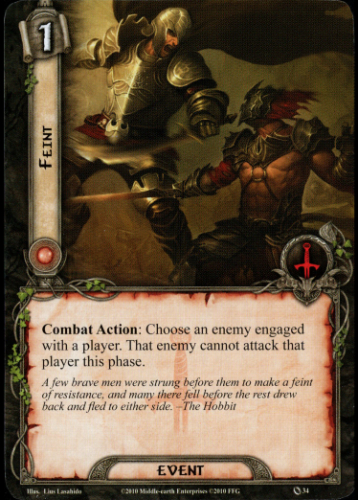 1
FEINT
Combat Action: Choose an enemy engaged
with a player. That enemy cannot attack that
player this phase.
A few brave men were strung before them to make a feint
of resistance, and many there fell before the rest drew
back and fled to either side. –The Hobbit
EVENT
Illus. Lius Lasahido
©2010 Middle-earth Enterprises ©2010 FFG
34